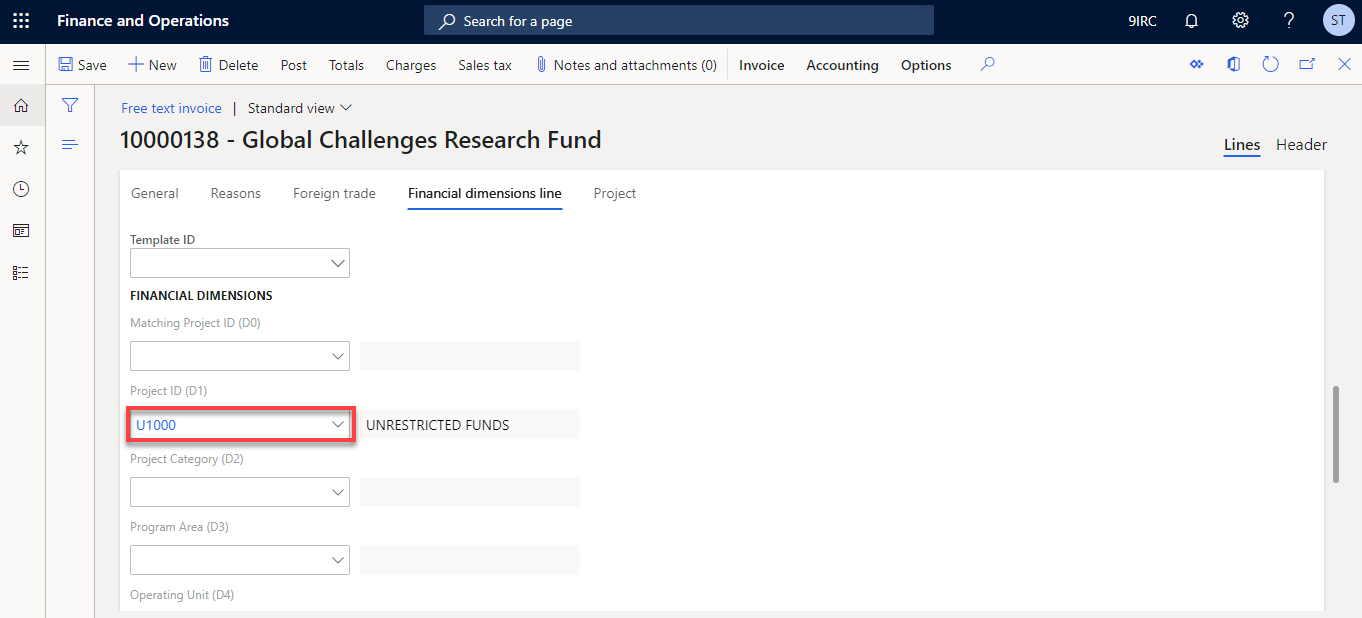 Finance and Operations
Search for a page
9IRC
?
ST
Save
New
Delete
Post
Totals
Charges
Sales tax
Notes and attachments (0)
Invoice
Accounting
Options
Free text invoice | Standard view
10000138 - Global Challenges Research Fund
Lines
Header
General
Reasons
Foreign trade
Financial dimensions line
Project
Template ID
FINANCIAL DIMENSIONS
Matching Project ID (D0)
Project ID (D1)
U1000
UNRESTRICTED FUNDS
Project Category (D2)
Program Area (D3)
Operating Unit (D4)